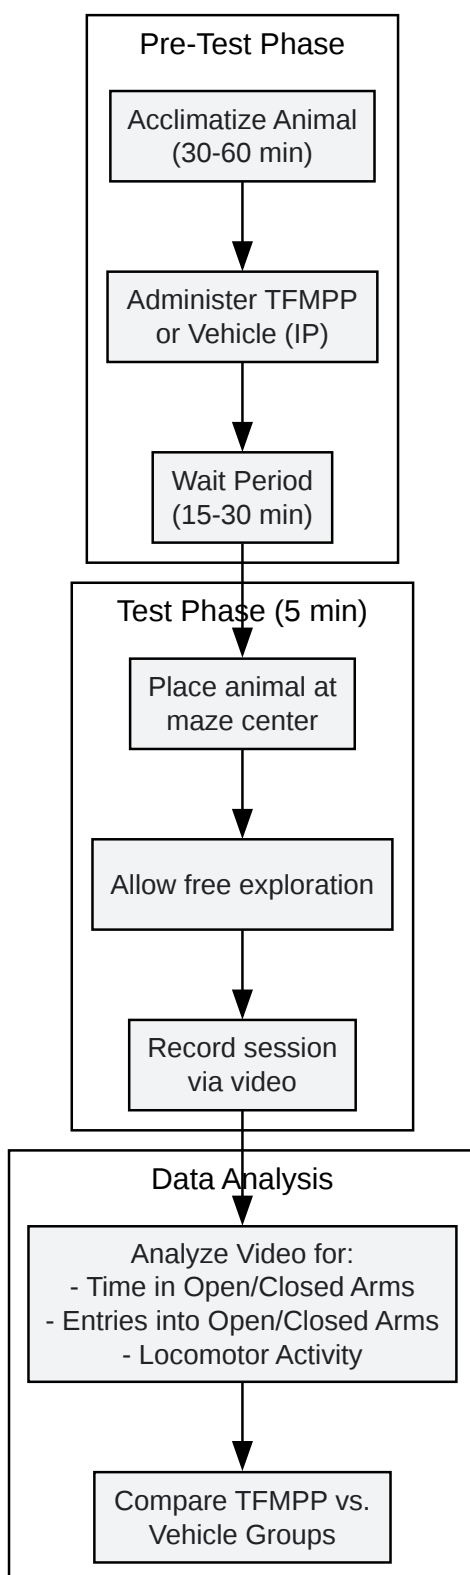 Pre-Test Phase
Acclimatize Animal
(30-60 min)
Administer TFMPP
or Vehicle (IP)
Wait Period
(15-30 min)
Test Phase (5 min)
Place animal at
maze center
Allow free exploration
Record session
via video
Data Analysis
Analyze Video for:
- Time in Open/Closed Arms
- Entries into Open/Closed Arms
- Locomotor Activity
Compare TFMPP vs.
Vehicle Groups